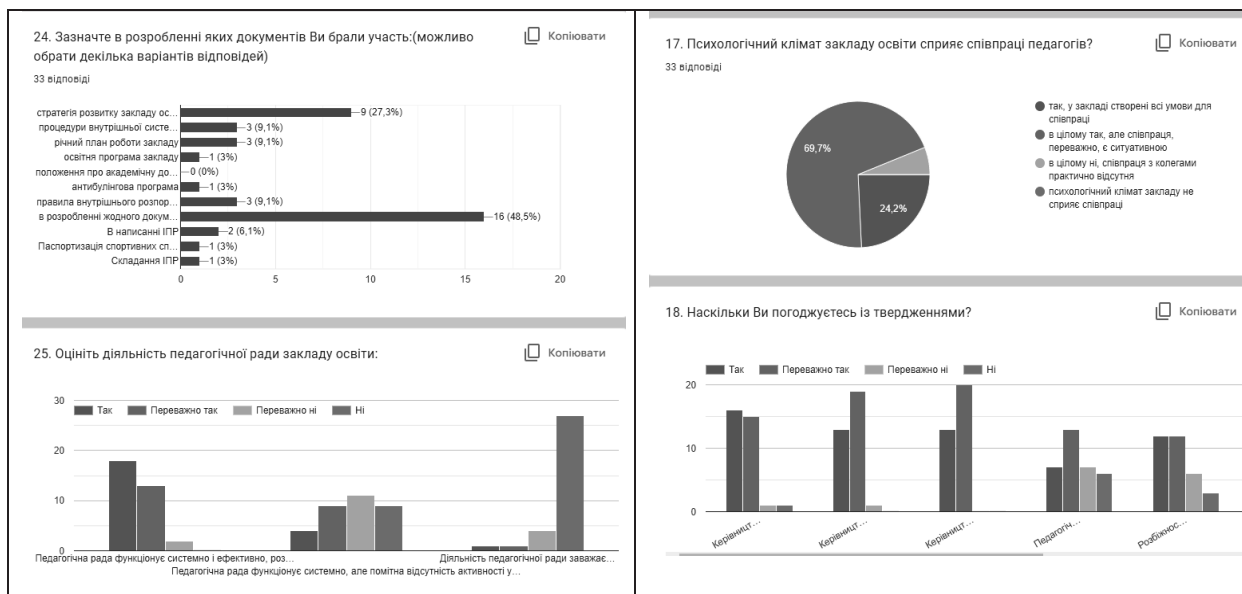 24. Зазначте в розробленні яких документів Ви брали участь:(можливо
обрати декілька варіантів відповідей)
Копіювати
33 відповіді
стратегія розвитку закладу ос...
9 (27,3%)
процедури внутрішньої систе...
3 (9,1%)
річний план роботи закладу
3 (9,1%)
освітня програма закладу
1 (3%)
положення про академічну до...
0 (0%)
антибулінгова програма
1 (3%)
правила внутрішнього розпор...
3 (9,1%)
в розробленні жодного докум...
16 (48,5%)
В написанні ІПР
2 (6,1%)
Паспортизація спортивних сп...
1 (3%)
Складання ІПР
1 (3%)
0 5 10 15 20
25. Оцініть діяльність педагогічної ради закладу освіти:
Копіювати
30
20
10
0
Так Переважно так Переважно ні Ні
Педагогічна рада функціонує системно і ефективно, роз...
Педагогічна рада функціонує системно, але помітна відсутність активності у...
Діяльність педагогічної ради заважає...
17. Психологічний клімат закладу освіти сприяє співпраці педагогів?
Копіювати
33 відповіді
69,7%
24,2%
так, у закладі створені всі умови для
співпраці
в цілому так, але співпраця,
переважно, є ситуативною
в цілому ні, співпраця з колегами
практично відсутня
психологічний клімат закладу не
сприяє співпраці
18. Наскільки Ви погоджуєтесь із твердженнями?
Копіювати
Так Переважно так Переважно ні Ні
20
10
0
Керівницт...
Керівницт...
Керівницт...
Педагогіч...
Розбіжнос...